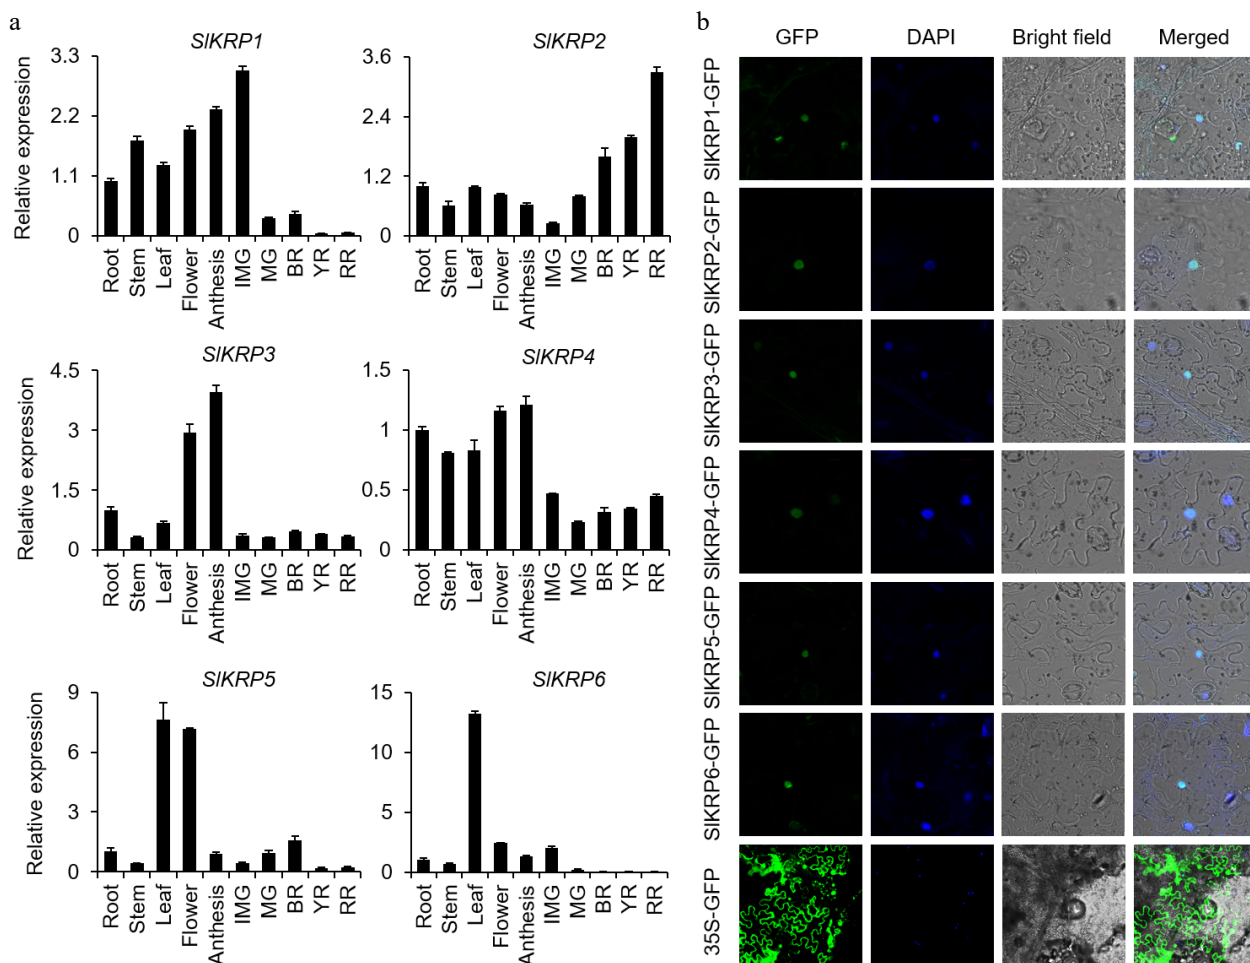 a
SlKRP1
Relative expression
3.3
2.2
1.1
0
Root
Stem
Leaf
Flower
Anthesis
IMG
MG
BR
YR
RR
SlKRP2
3.6
2.4
1.2
0
Root
Stem
Leaf
Flower
Anthesis
IMG
MG
BR
YR
RR
SlKRP3
Relative expression
4.5
3
1.5
0
Root
Stem
Leaf
Flower
Anthesis
IMG
MG
BR
YR
RR
SlKRP4
1.5
1
0.5
0
Root
Stem
Leaf
Flower
Anthesis
IMG
MG
BR
YR
RR
SlKRP5
Relative expression
9
6
3
0
Root
Stem
Leaf
Flower
Anthesis
IMG
MG
BR
YR
RR
SlKRP6
15
10
5
0
Root
Stem
Leaf
Flower
Anthesis
IMG
MG
BR
YR
RR
b
GFP DAPI Bright field Merged
SlKRP1-GFP
SlKRP2-GFP
SlKRP3-GFP
SlKRP4-GFP
SlKRP5-GFP
SlKRP6-GFP
35S-GFP